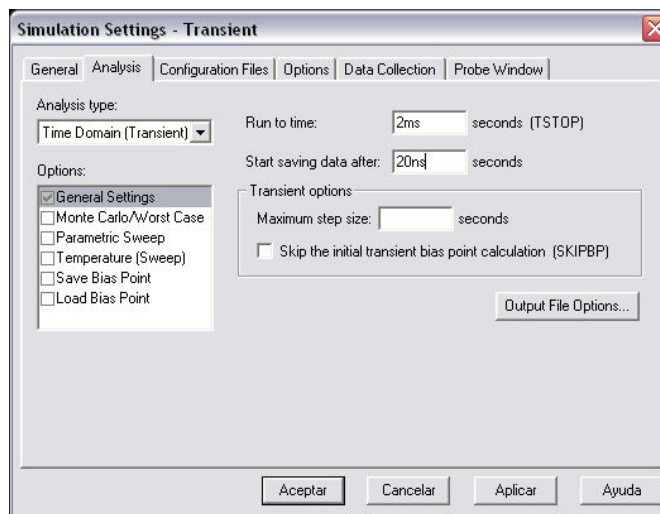 Simulation Settings - Transient
General Analysis Configuration Files Options Data Collection Probe Window
Analysis type:
Time Domain (Transient)
Options:
General Settings
Monte Carlo/Worst Case
Parametric Sweep
Temperature (Sweep)
Save Bias Point
Load Bias Point
Run to time: 2ms seconds (TSTOP)
Start saving data after: 20ns seconds
Transient options
Maximum step size: seconds
Skip the initial transient bias point calculation (SKIPBP)
Output File Options...
Aceptar Cancelar Aplicar Ayuda